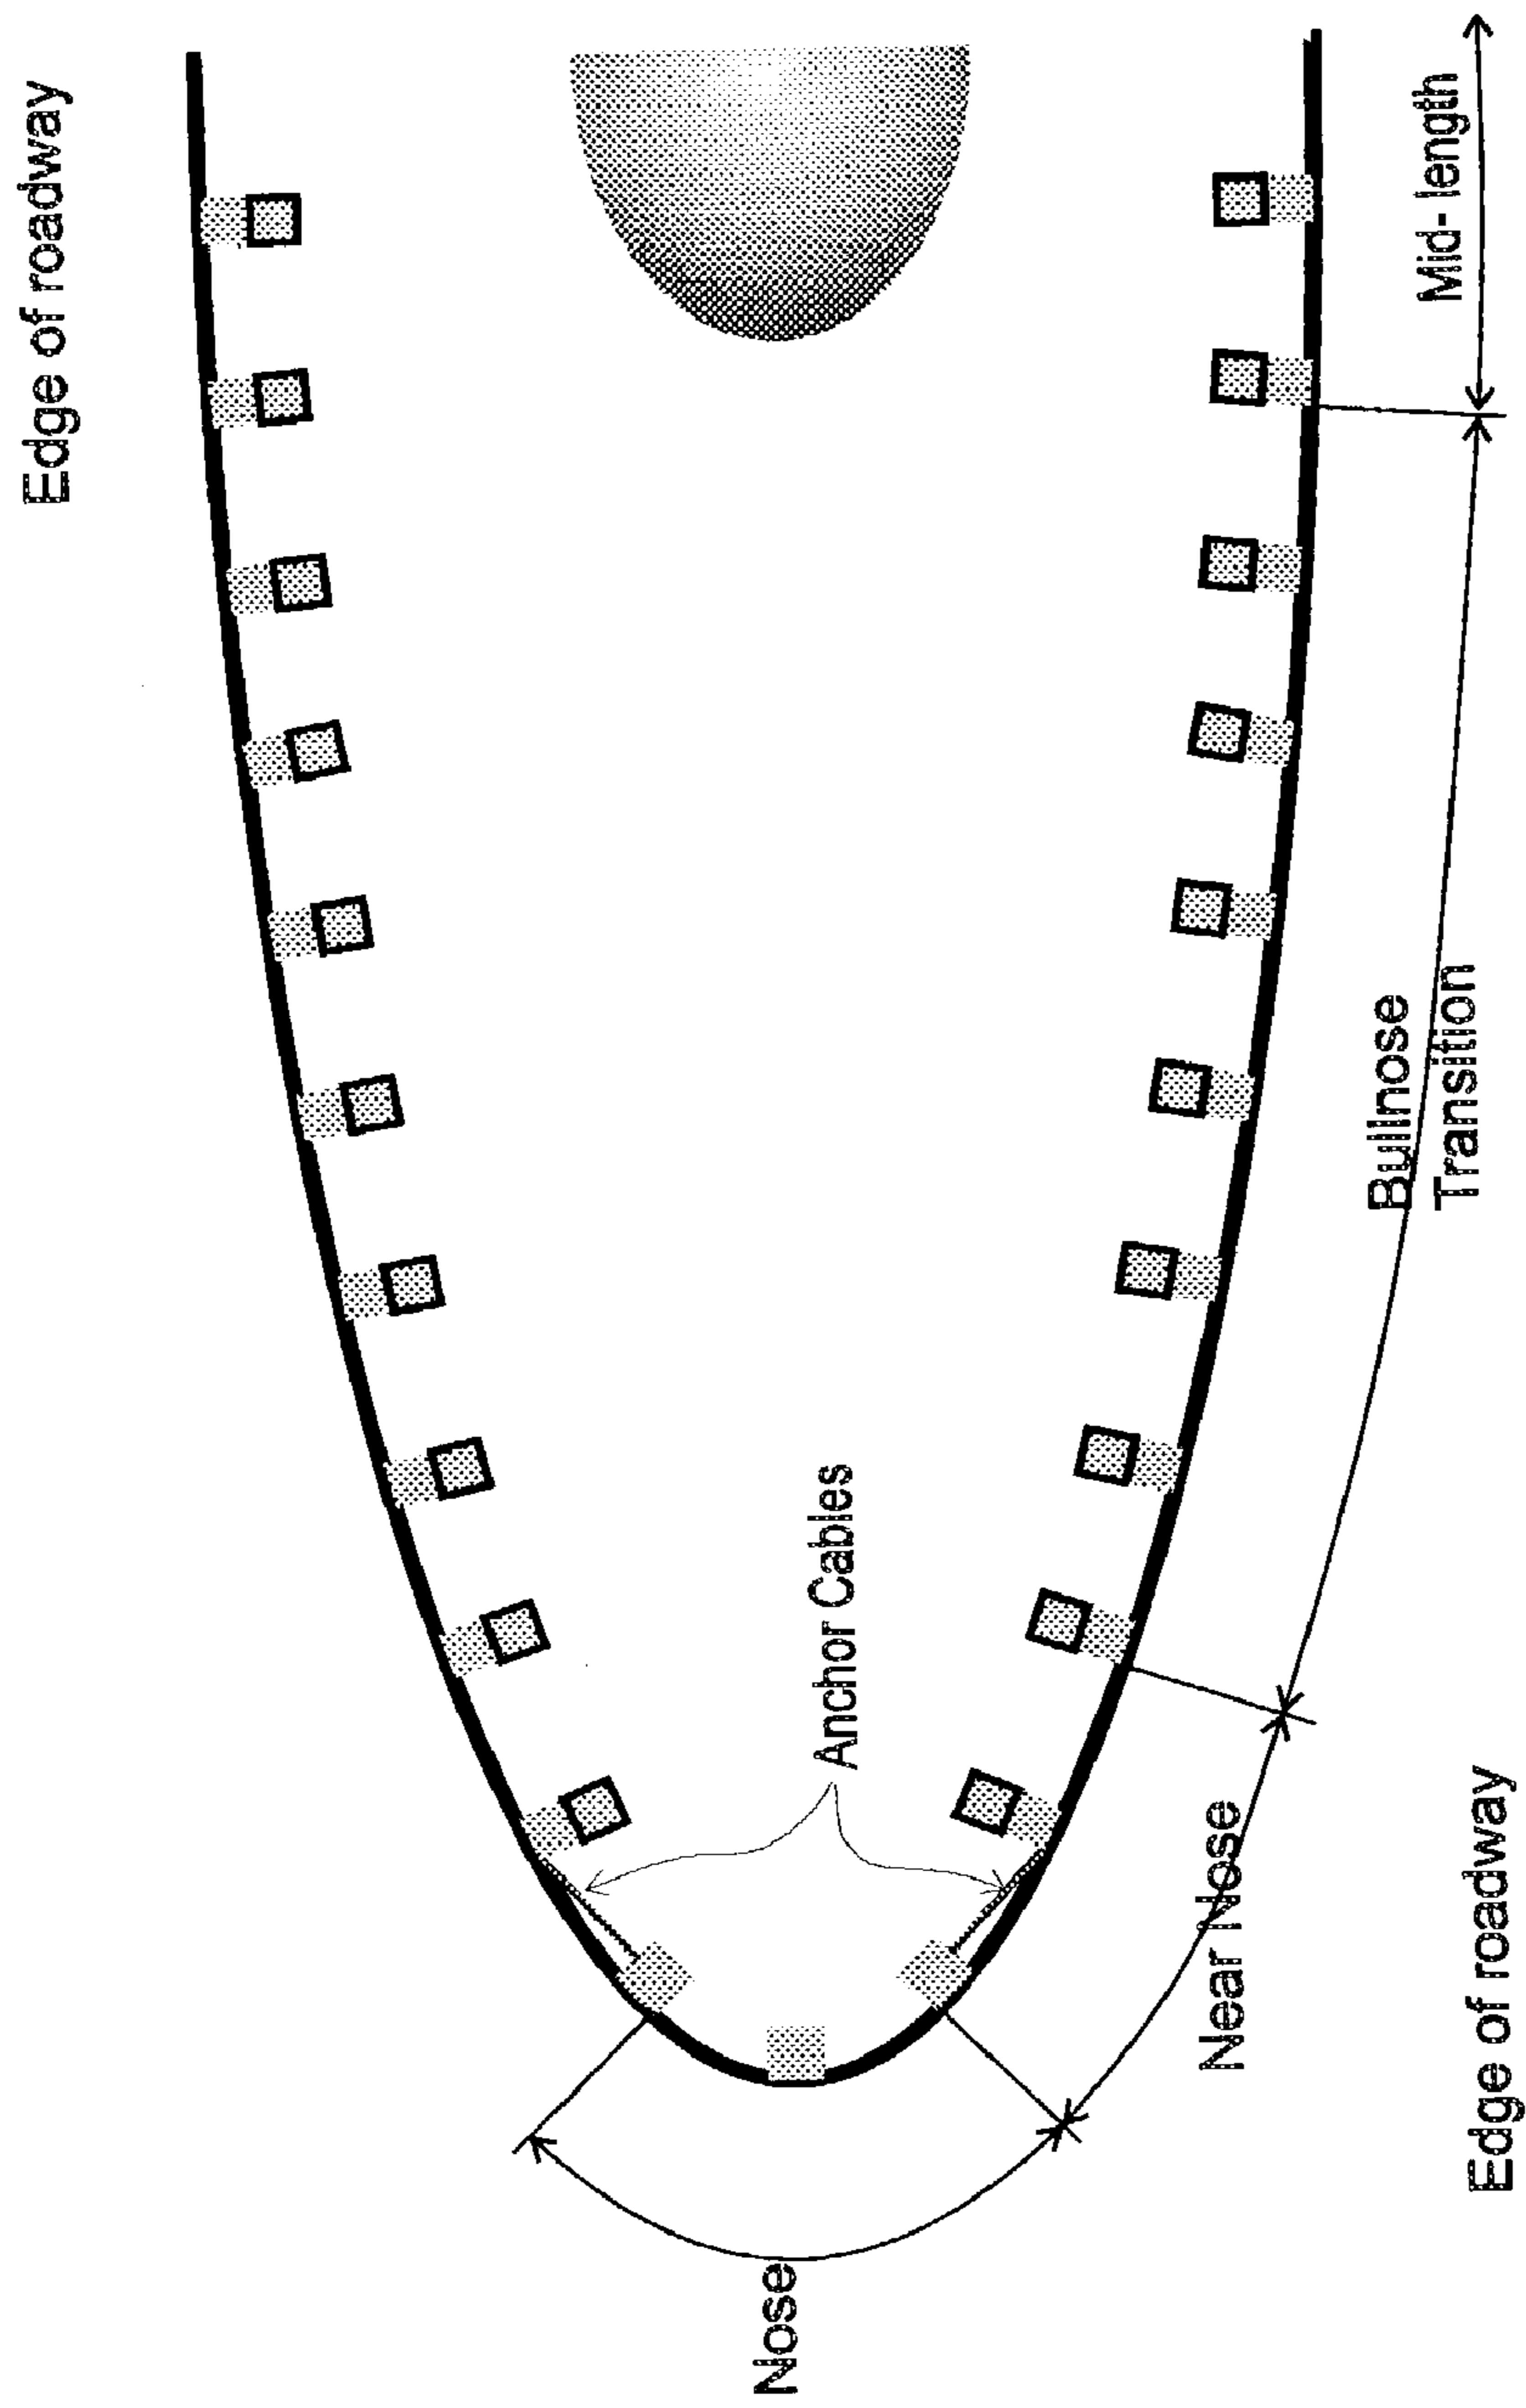 Edge of roadway
Mid-length
Bullnose
Transition
Anchor Cables
Near Nose
Nose
Edge of roadway